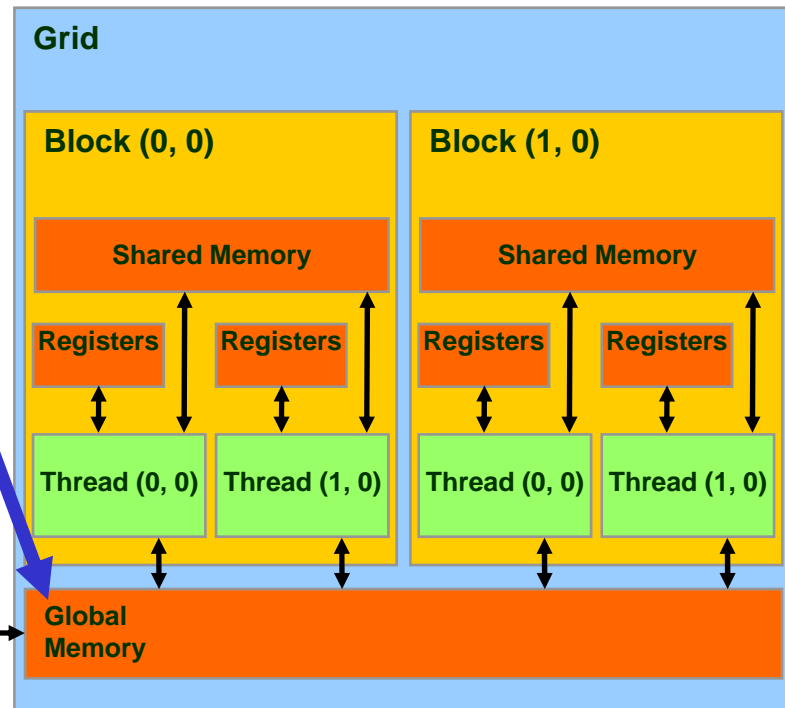 Grid
Block (0, 0)
Block (1, 0)
Shared Memory
Shared Memory
Registers
Registers
Registers
Registers
Thread (0, 0)
Thread (1, 0)
Thread (0, 0)
Thread (1, 0)
Global
Memory